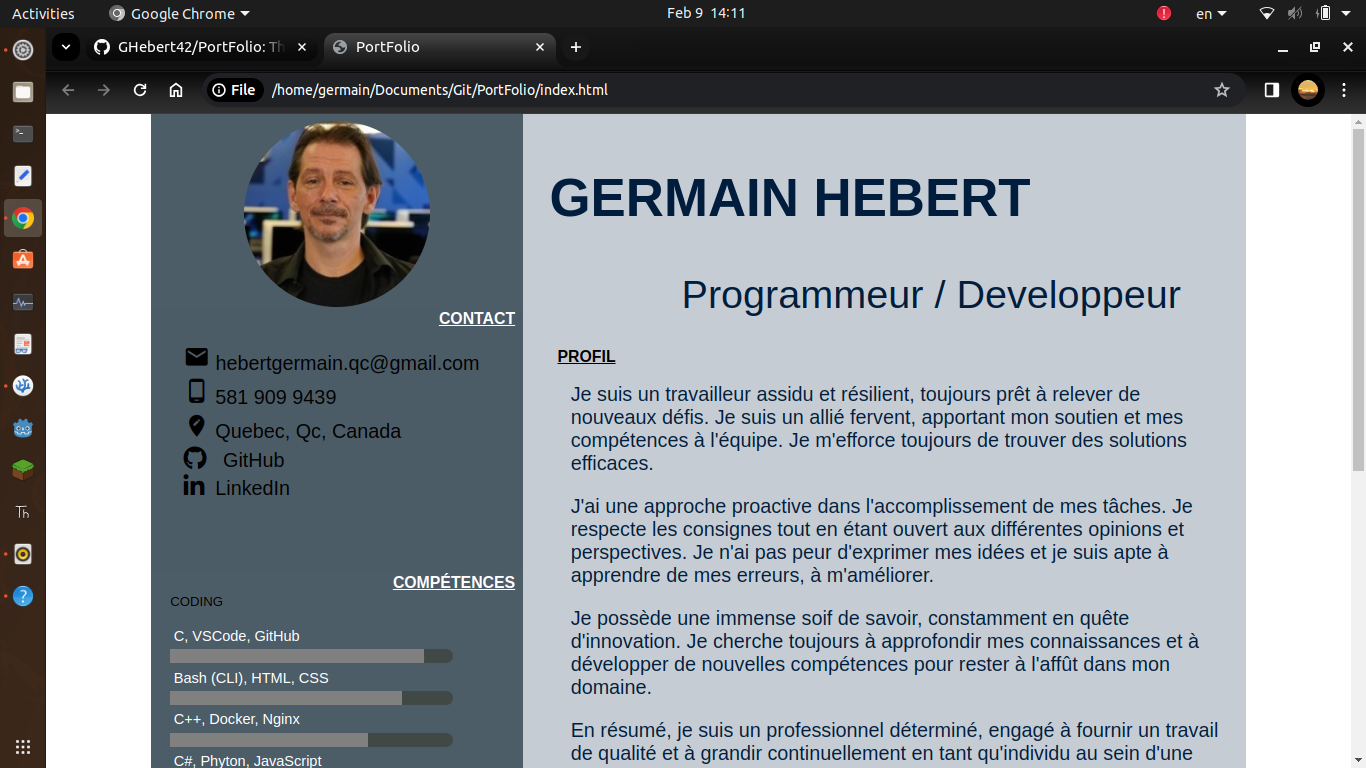 Activities
Google Chrome
Feb 9 14:11
en
GHebert42/PortFolio: Th
PortFolio
File
/home/germain/Documents/Git/PortFolio/index.html
CONTACT
hebertgermain.qc@gmail.com
581 909 9439
Quebec, Qc, Canada
GitHub
LinkedIn
COMPÉTENCES
CODING
C, VSCode, GitHub
Bash (CLI), HTML, CSS
C++, Docker, Nginx
C#, Phyton, JavaScript
GERMAIN HEBERT
Programmeur / Developpeur
PROFIL
Je suis un travailleur assidu et résilient, toujours prêt à relever de
nouveaux défis. Je suis un allié fervent, apportant mon soutien et mes
compétences à l'équipe. Je m'efforce toujours de trouver des solutions
efficaces.
J'ai une approche proactive dans l'accomplissement de mes tâches. Je
respecte les consignes tout en étant ouvert aux différentes opinions et
perspectives. Je n'ai pas peur d'exprimer mes idées et je suis apte à
apprendre de mes erreurs, à m'améliorer.
Je possède une immense soif de savoir, constamment en quête
d'innovation. Je cherche toujours à approfondir mes connaissances et à
développer de nouvelles compétences pour rester à l'affût dans mon
domaine.
En résumé, je suis un professionnel déterminé, engagé à fournir un travail
de qualité et à grandir continuellement en tant qu'individu au sein d'une